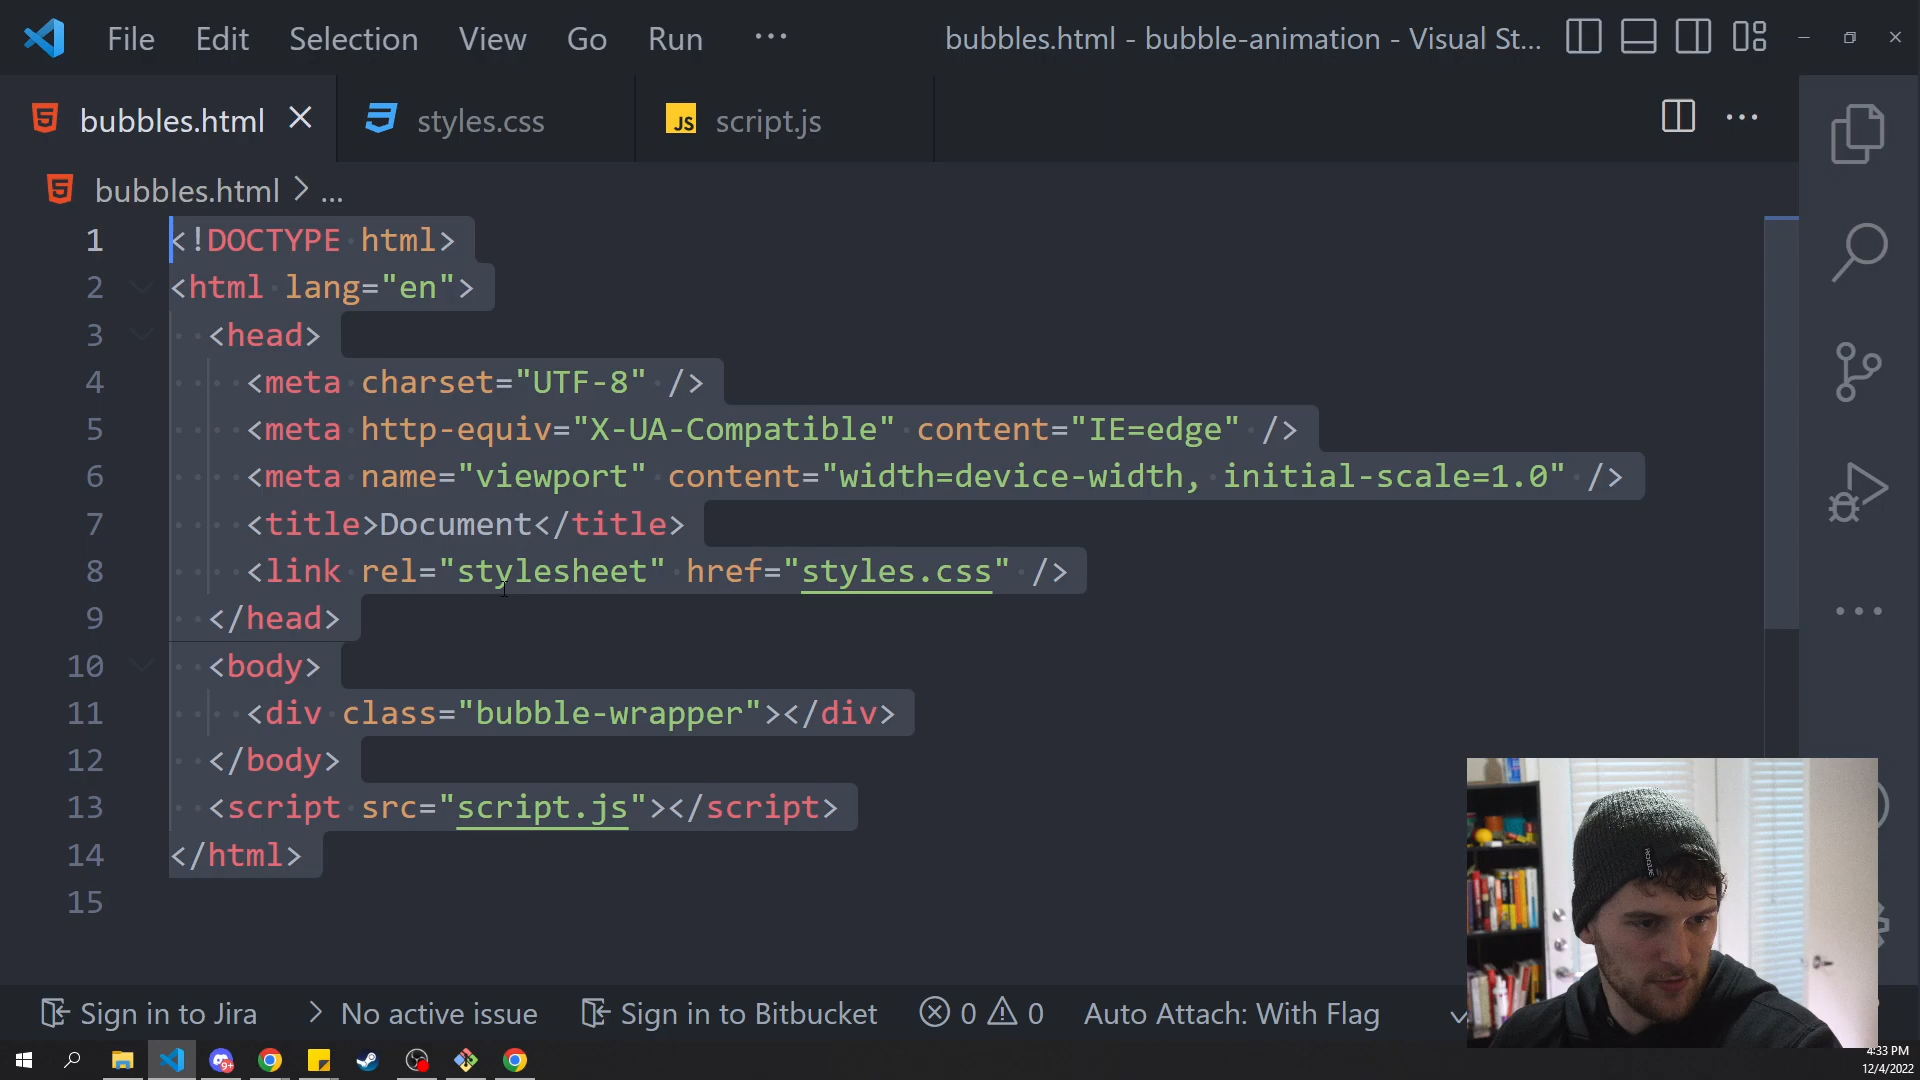 File Edit Selection View Go Run ··· bubbles.html - bubble-animation - Visual St...
bubbles.html styles.css JS script.js
bubbles.html > ...
1 <!DOCTYPE html>
2 <html lang="en">
3 <head>
4 <meta charset="UTF-8" />
5 <meta http-equiv="X-UA-Compatible" content="IE=edge" />
6 <meta name="viewport" content="width=device-width, initial-scale=1.0" />
7 <title>Document</title>
8 <link rel="stylesheet" href="styles.css" />
9 </head>
10 <body>
11 <div class="bubble-wrapper"></div>
12 </body>
13 <script src="script.js"></script>
14 </html>
15
Sign in to Jira > No active issue Sign in to Bitbucket 0 0 Auto Attach: With Flag
9+
4:33 PM
12/4/2022